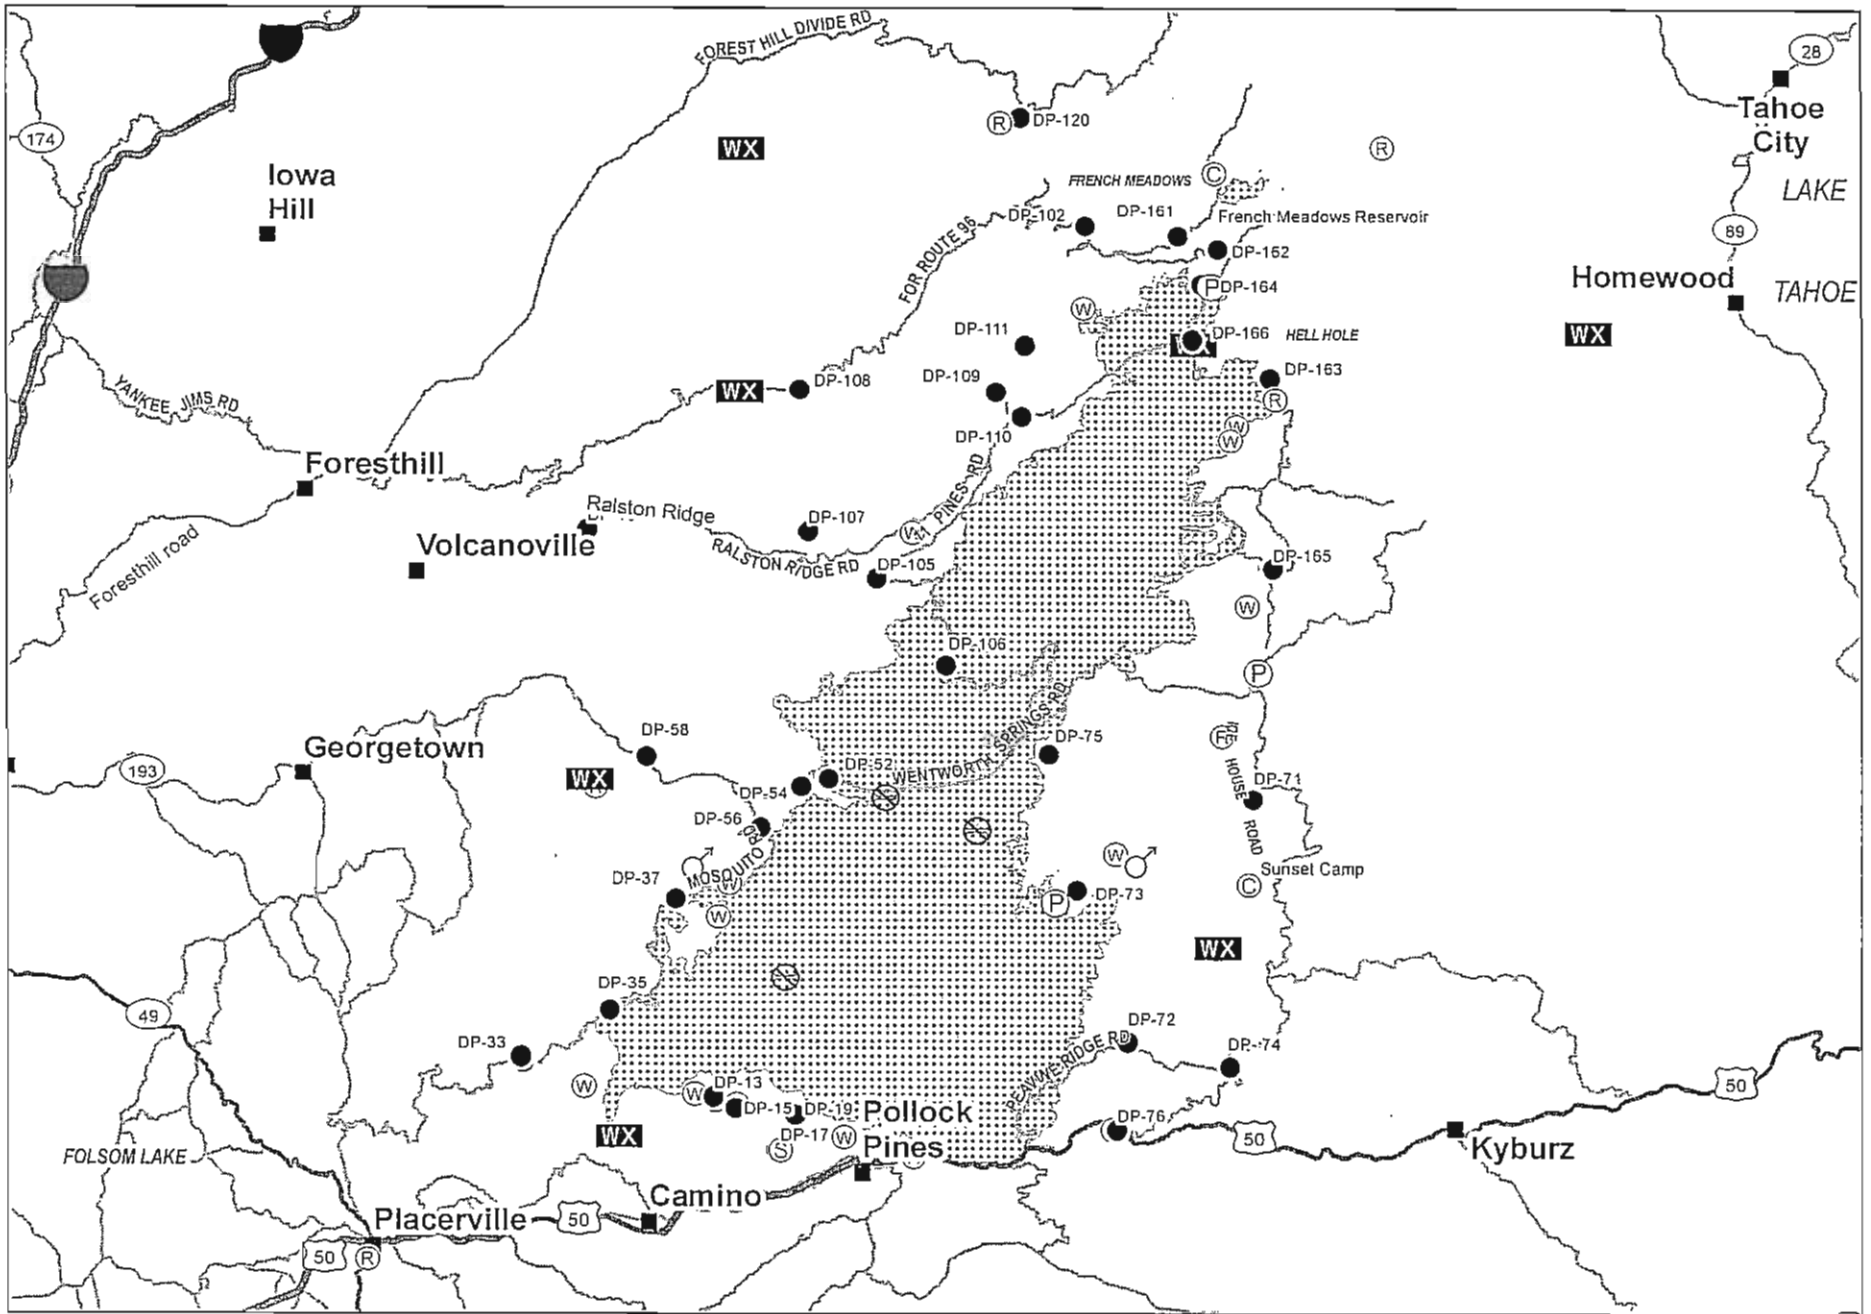 FOREST HILL DIVIDE RD
28
Tahoe
City
174
WX
R
DP-120
R
Iowa
Hill
FRENCH MEADOWS
C
LAKE
DP-102
DP-161
French Meadows Reservoir
89
FOR ROUTE 96
DP-162
Homewood
TAHOE
P
DP-164
W
DP-111
DP-166
HELL HOLE
WX
WX
DP-109
DP-163
WX
DP-108
R
YANKEE JIMS RD
DP-110
W
W
Foresthill
PINES RD
Ralston Ridge
DP-107
Volcanoville
RALSTON RIDGE RD
DP-105
DP-165
Foresthill road
W
DP-106
P
SPRINGS RD
DP-58
DP-75
Georgetown
193
WX
DP-52
WENTWORTH
HOUSE
DP-71
DP-54
DP-56
ROAD
MOSQUITO RD
W
W
Sunset Camp
DP-37
C
DP-73
P
W
WX
DP-35
49
DP-72
DP-33
DP-74
PEAVINE RIDGE RD
W
W
DP-13
50
DP-15
DP-19
Pollock
Pines
DP-76
WX
DP-17
W
S
50
Kyburz
FOLSOM LAKE
Camino
Placerville
50
50
R